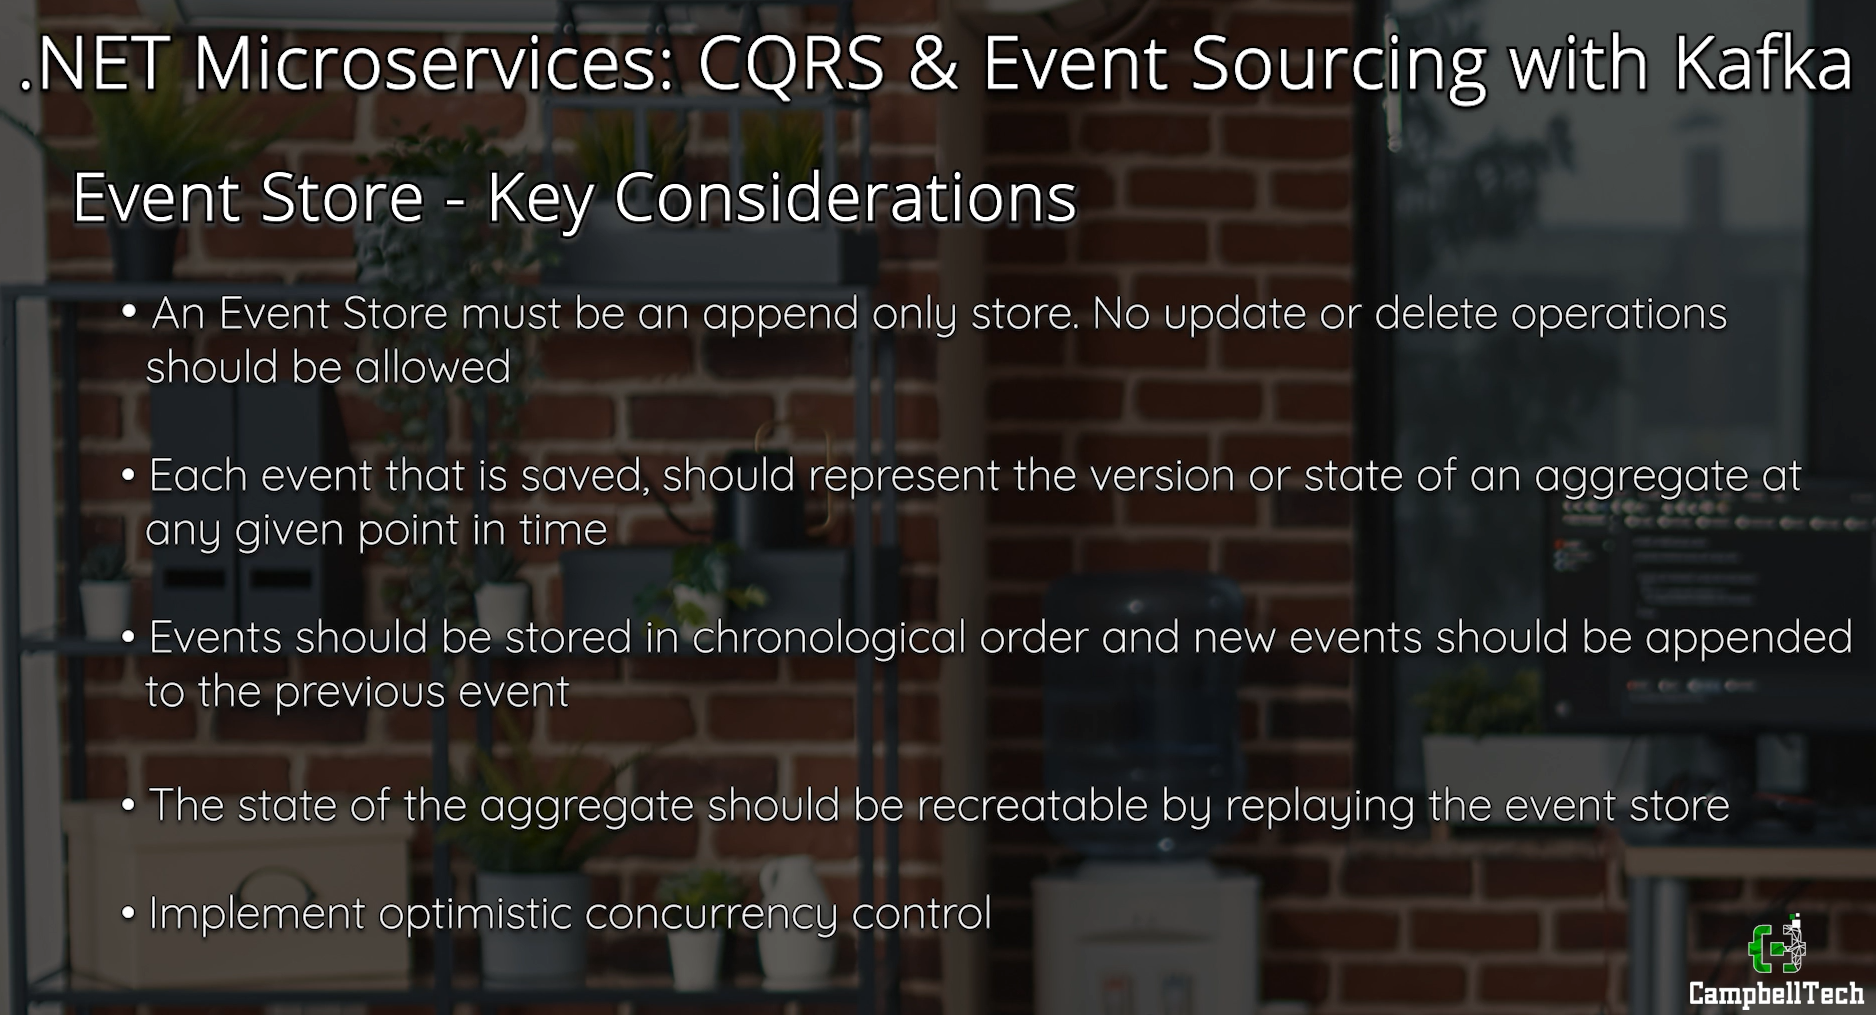 .NET Microservices: CQRS & Event Sourcing with Kafka
Event Store - Key Considerations
• An Event Store must be an append only store. No update or delete operations
should be allowed
• Each event that is saved, should represent the version or state of an aggregate at
any given point in time
• Events should be stored in chronological order and new events should be appended
to the previous event
• The state of the aggregate should be recreatable by replaying the event store
• Implement optimistic concurrency control
CampbellTech